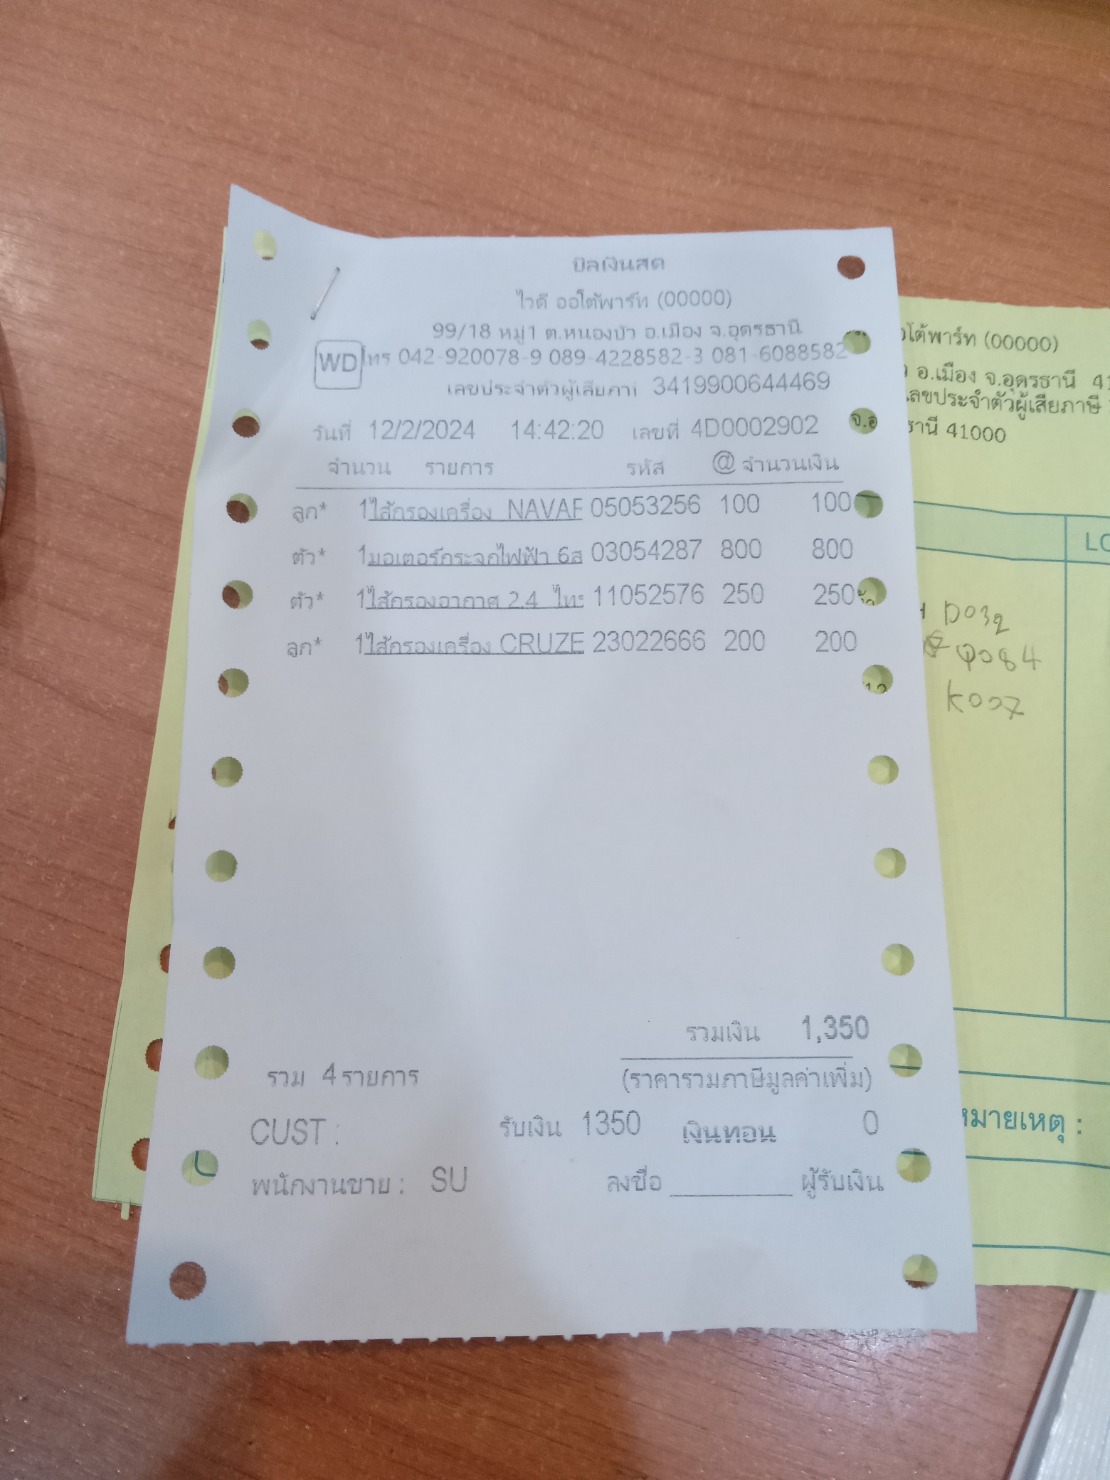 บิลเงินสด
ไวดี ออโต้พาร์ท (00000)
99/18 หมู่1 ต.หนองบัว อ.เมือง จ.อุดรธานี
WD โทร 042-920078-9 089-4228582-3 081-6088582
เลขประจำตัวผู้เสียภา 3419900644469
วันที่ 12/2/2024 14:42:20 เลขที่ 4D0002902
จำนวน รายการ รหัส @ จำนวนเงิน
ลูก* 1ไส้กรองเครื่อง NAVAF 05053256 100 100
ตัว* 1มอเตอร์กระจกไฟฟ้า 6ส 03054287 800 800
ตัว* 1ไส้กรองอากาศ 2.4 ไท 11052576 250 250
ลูก* 1ไส้กรองเครื่อง CRUZE 23022666 200 200
รวมเงิน 1,350
รวม 4รายการ (ราคารวมภาษีมูลค่าเพิ่ม)
CUST : รับเงิน 1350 เงินทอน 0
พนักงานขาย : SU ลงชื่อ ________ ผู้รับเงิน
อโต้พาร์ท (00000)
อ.เมือง จ.อุดรธานี 41
เลขประจำตัวผู้เสียภาษี
ธานี 41000
จ.อ
LC
D032
Q084
K007
หมายเหตุ :